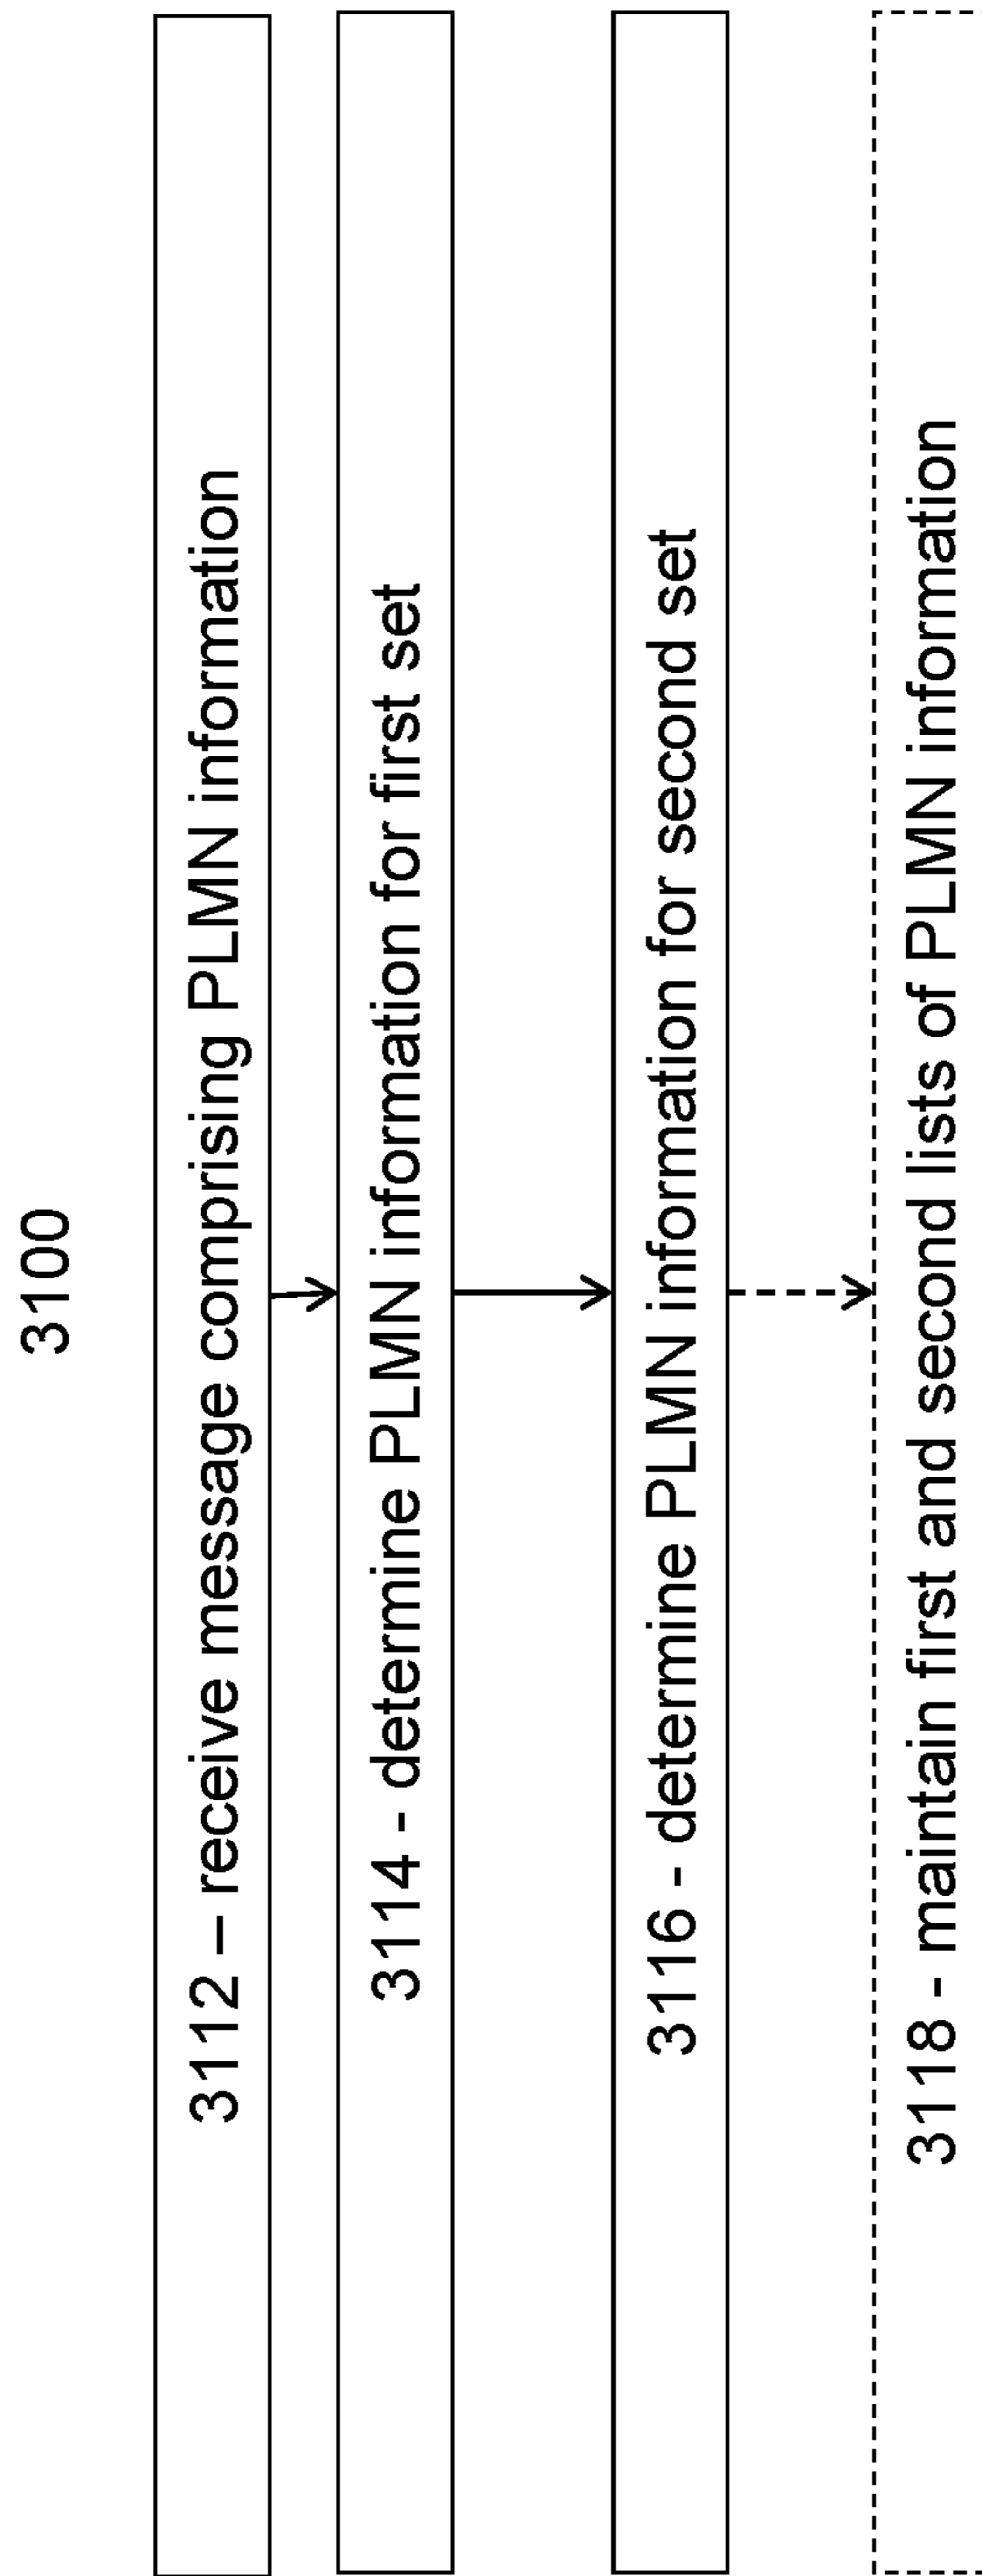 3100
3112 – receive message comprising PLMN information
3114 - determine PLMN information for first set
3116 - determine PLMN information for second set
3118 - maintain first and second lists of PLMN information